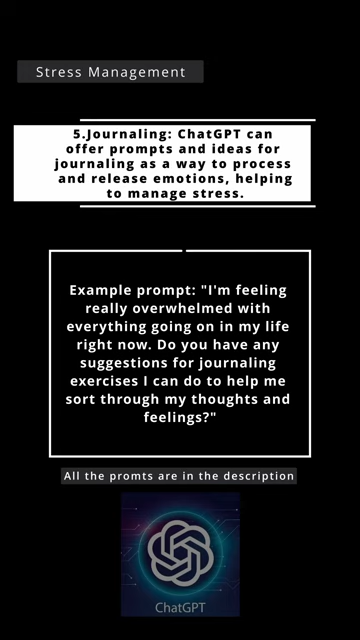 Stress Management
5.Journaling: ChatGPT can
offer prompts and ideas for
journaling as a way to process
and release emotions, helping
to manage stress.
Example prompt: "I'm feeling
really overwhelmed with
everything going on in my life
right now. Do you have any
suggestions for journaling
exercises I can do to help me
sort through my thoughts and
feelings?"
All the promts are in the description
ChatGPT